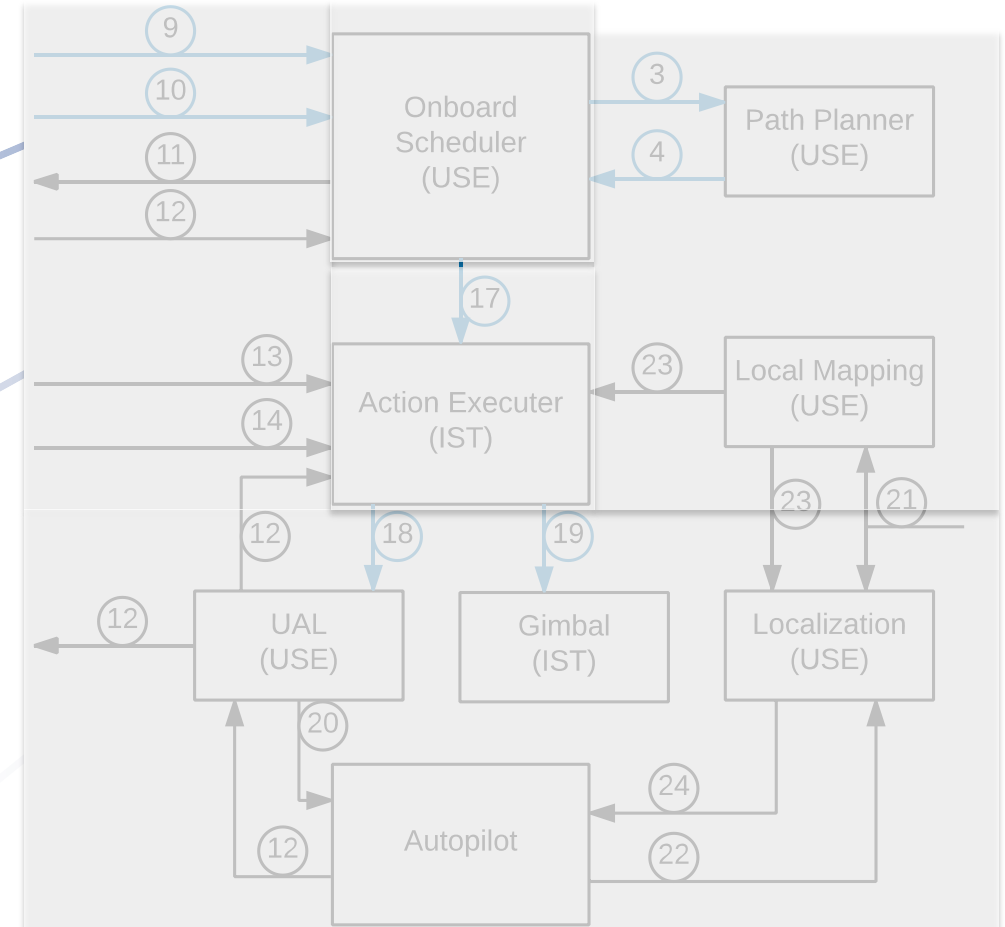 9
10
11
12
Onboard
Scheduler
(USE)
3
4
Path Planner
(USE)
17
13
14
Action Executer
(IST)
23
Local Mapping
(USE)
12
18
19
23
21
12
UAL
(USE)
Gimbal
(IST)
Localization
(USE)
20
12
Autopilot
24
22